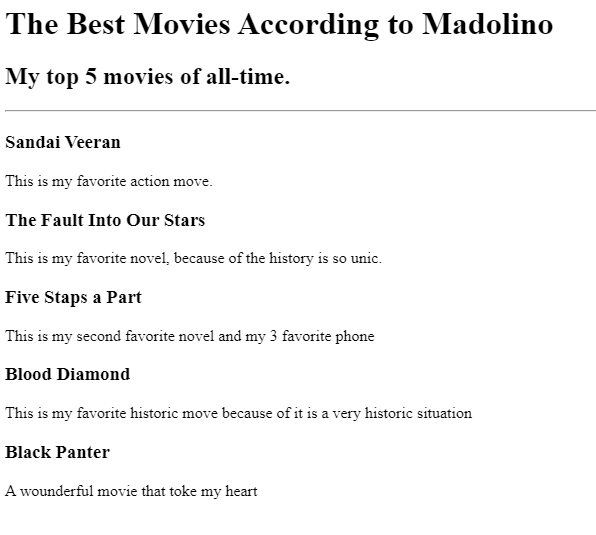 The Best Movies According to Madolino
My top 5 movies of all-time.
Sandai Veeran
This is my favorite action move.
The Fault Into Our Stars
This is my favorite novel, because of the history is so unic.
Five Staps a Part
This is my second favorite novel and my 3 favorite phone
Blood Diamond
This is my favorite historic move because of it is a very historic situation
Black Panter
A wounderful movie that toke my heart